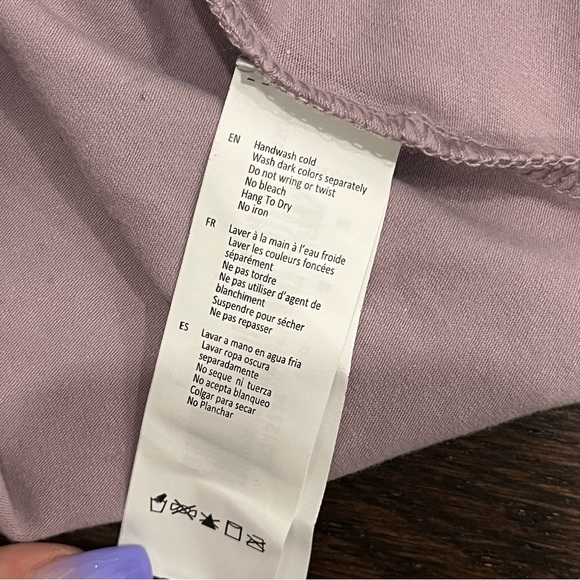 EN Handwash cold
Wash dark colors separately
Do not wring or twist
No bleach
Hang To Dry
No iron
FR Laver à la main à l'eau froide
Laver les couleurs foncées
séparément
Ne pas tordre
Ne pas utiliser d'agent de
blanchiment
Suspendre pour sécher
Ne pas repasser
ES Lavar a mano en agua fria
Lavar ropa oscura
separadamente
No seque ni tuerza
No acepta blanqueo
Colgar para secar
No Planchar